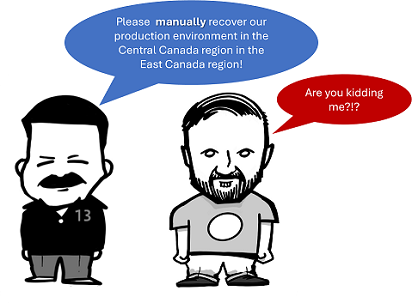 Please manually recover our
production environment in the
Central Canada region in the
East Canada region!
Are you kidding
me?!?
13